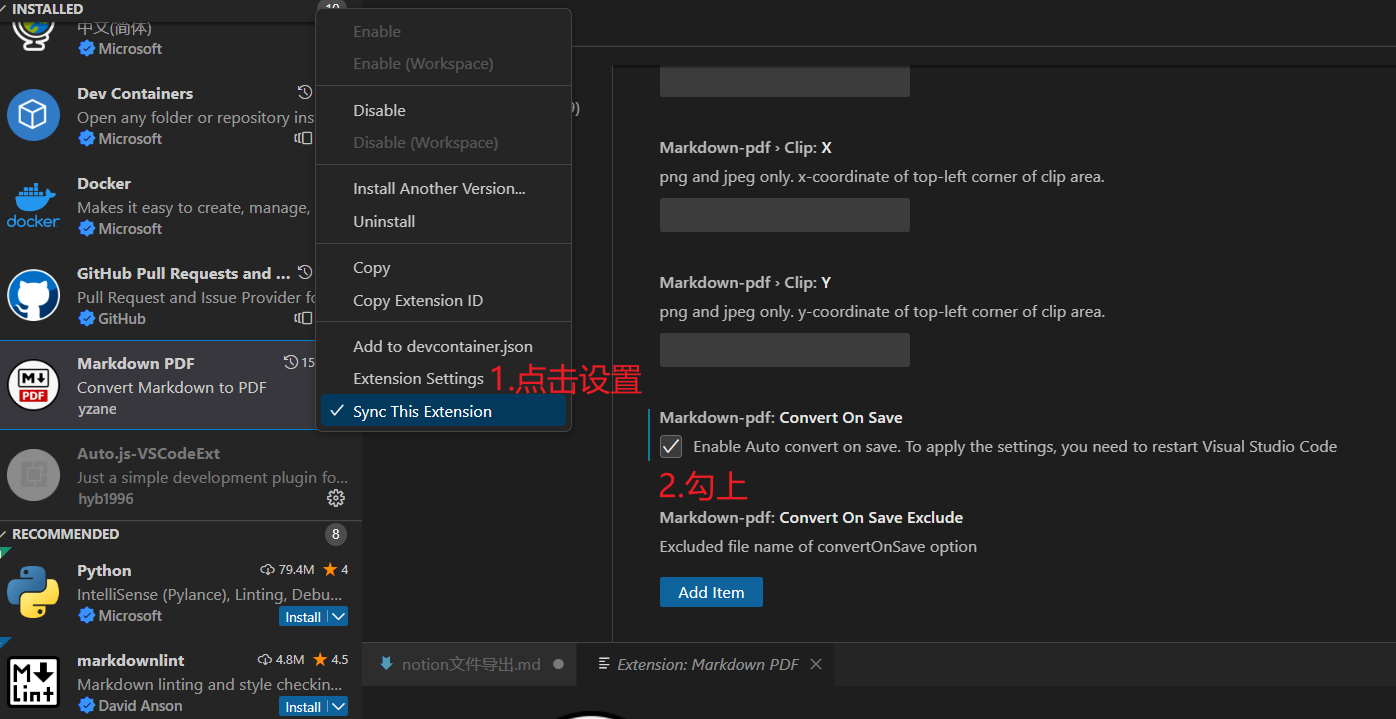 INSTALLED
中文(简体)
Microsoft
Dev Containers
Open any folder or repository ins
Microsoft
Docker
Makes it easy to create, manage,
Microsoft
docker
GitHub Pull Requests and ...
Pull Request and Issue Provider fo
GitHub
Markdown PDF
15
Convert Markdown to PDF
yzane
M
PDF
Auto.js-VSCodeExt
Just a simple development plugin fo...
hyb1996
RECOMMENDED
8
Python
79.4M
4
IntelliSense (Pylance), Linting, Debu...
Microsoft
Install
markdownlint
4.8M
4.5
Markdown linting and style checkin...
David Anson
Install
M
Lint
Enable
Enable (Workspace)
Disable
Disable (Workspace)
Install Another Version...
Uninstall
Copy
Copy Extension ID
Add to devcontainer.json
Extension Settings
1.点击设置
Sync This Extension
Markdown-pdf › Clip: X
png and jpeg only. x-coordinate of top-left corner of clip area.
Markdown-pdf › Clip: Y
png and jpeg only. y-coordinate of top-left corner of clip area.
Markdown-pdf: Convert On Save
Enable Auto convert on save. To apply the settings, you need to restart Visual Studio Code
2.勾上
Markdown-pdf: Convert On Save Exclude
Excluded file name of convertOnSave option
Add Item
notion文件导出.md
Extension: Markdown PDF